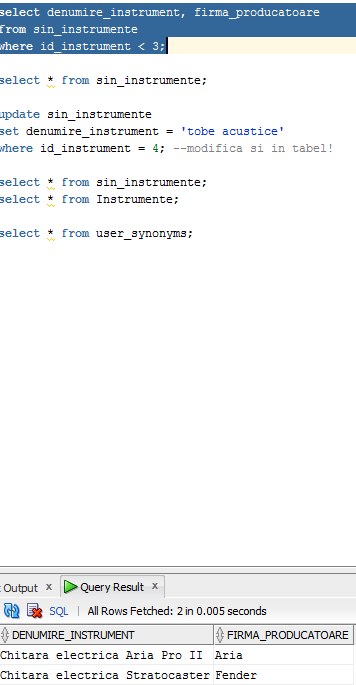 select denumire_instrument, firma_producatoare
from sin_instrumente
where id_instrument < 3;
select * from sin_instrumente;
update sin_instrumente
set denumire_instrument = 'tobe acustice'
where id_instrument = 4; --modifica si in tabel!
select * from sin_instrumente;
select * from Instrumente;
select * from user_synonyms;
Output x Query Result x
SQL | All Rows Fetched: 2 in 0.005 seconds
DENUMIRE_INSTRUMENT FIRMA_PRODUCATOARE
Chitara electrica Aria Pro II Aria
Chitara electrica Stratocaster Fender